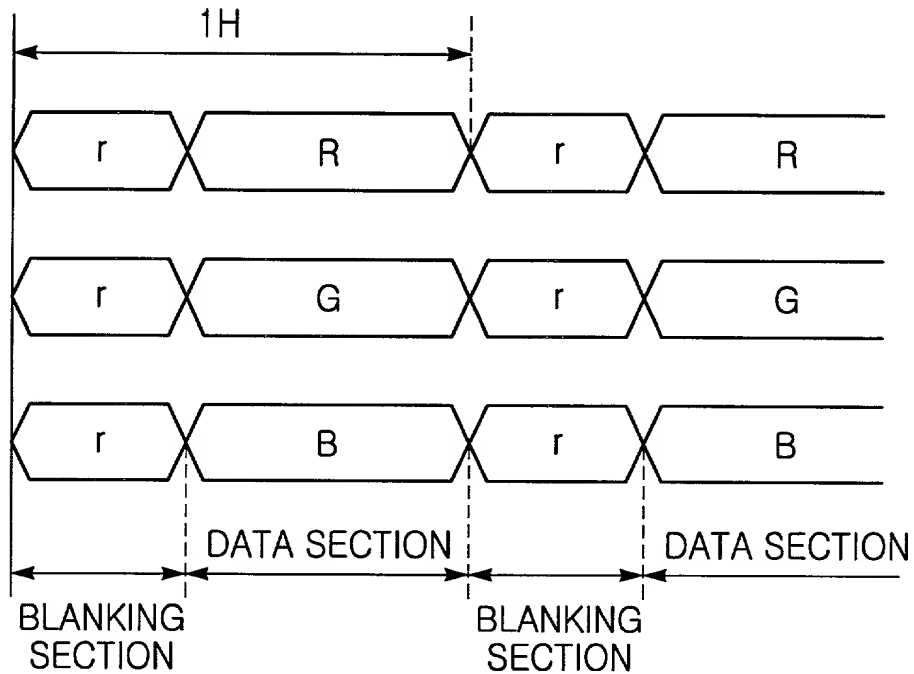 1H
r R r R
r G r G
r B r B
DATA SECTION DATA SECTION
BLANKING SECTION BLANKING SECTION